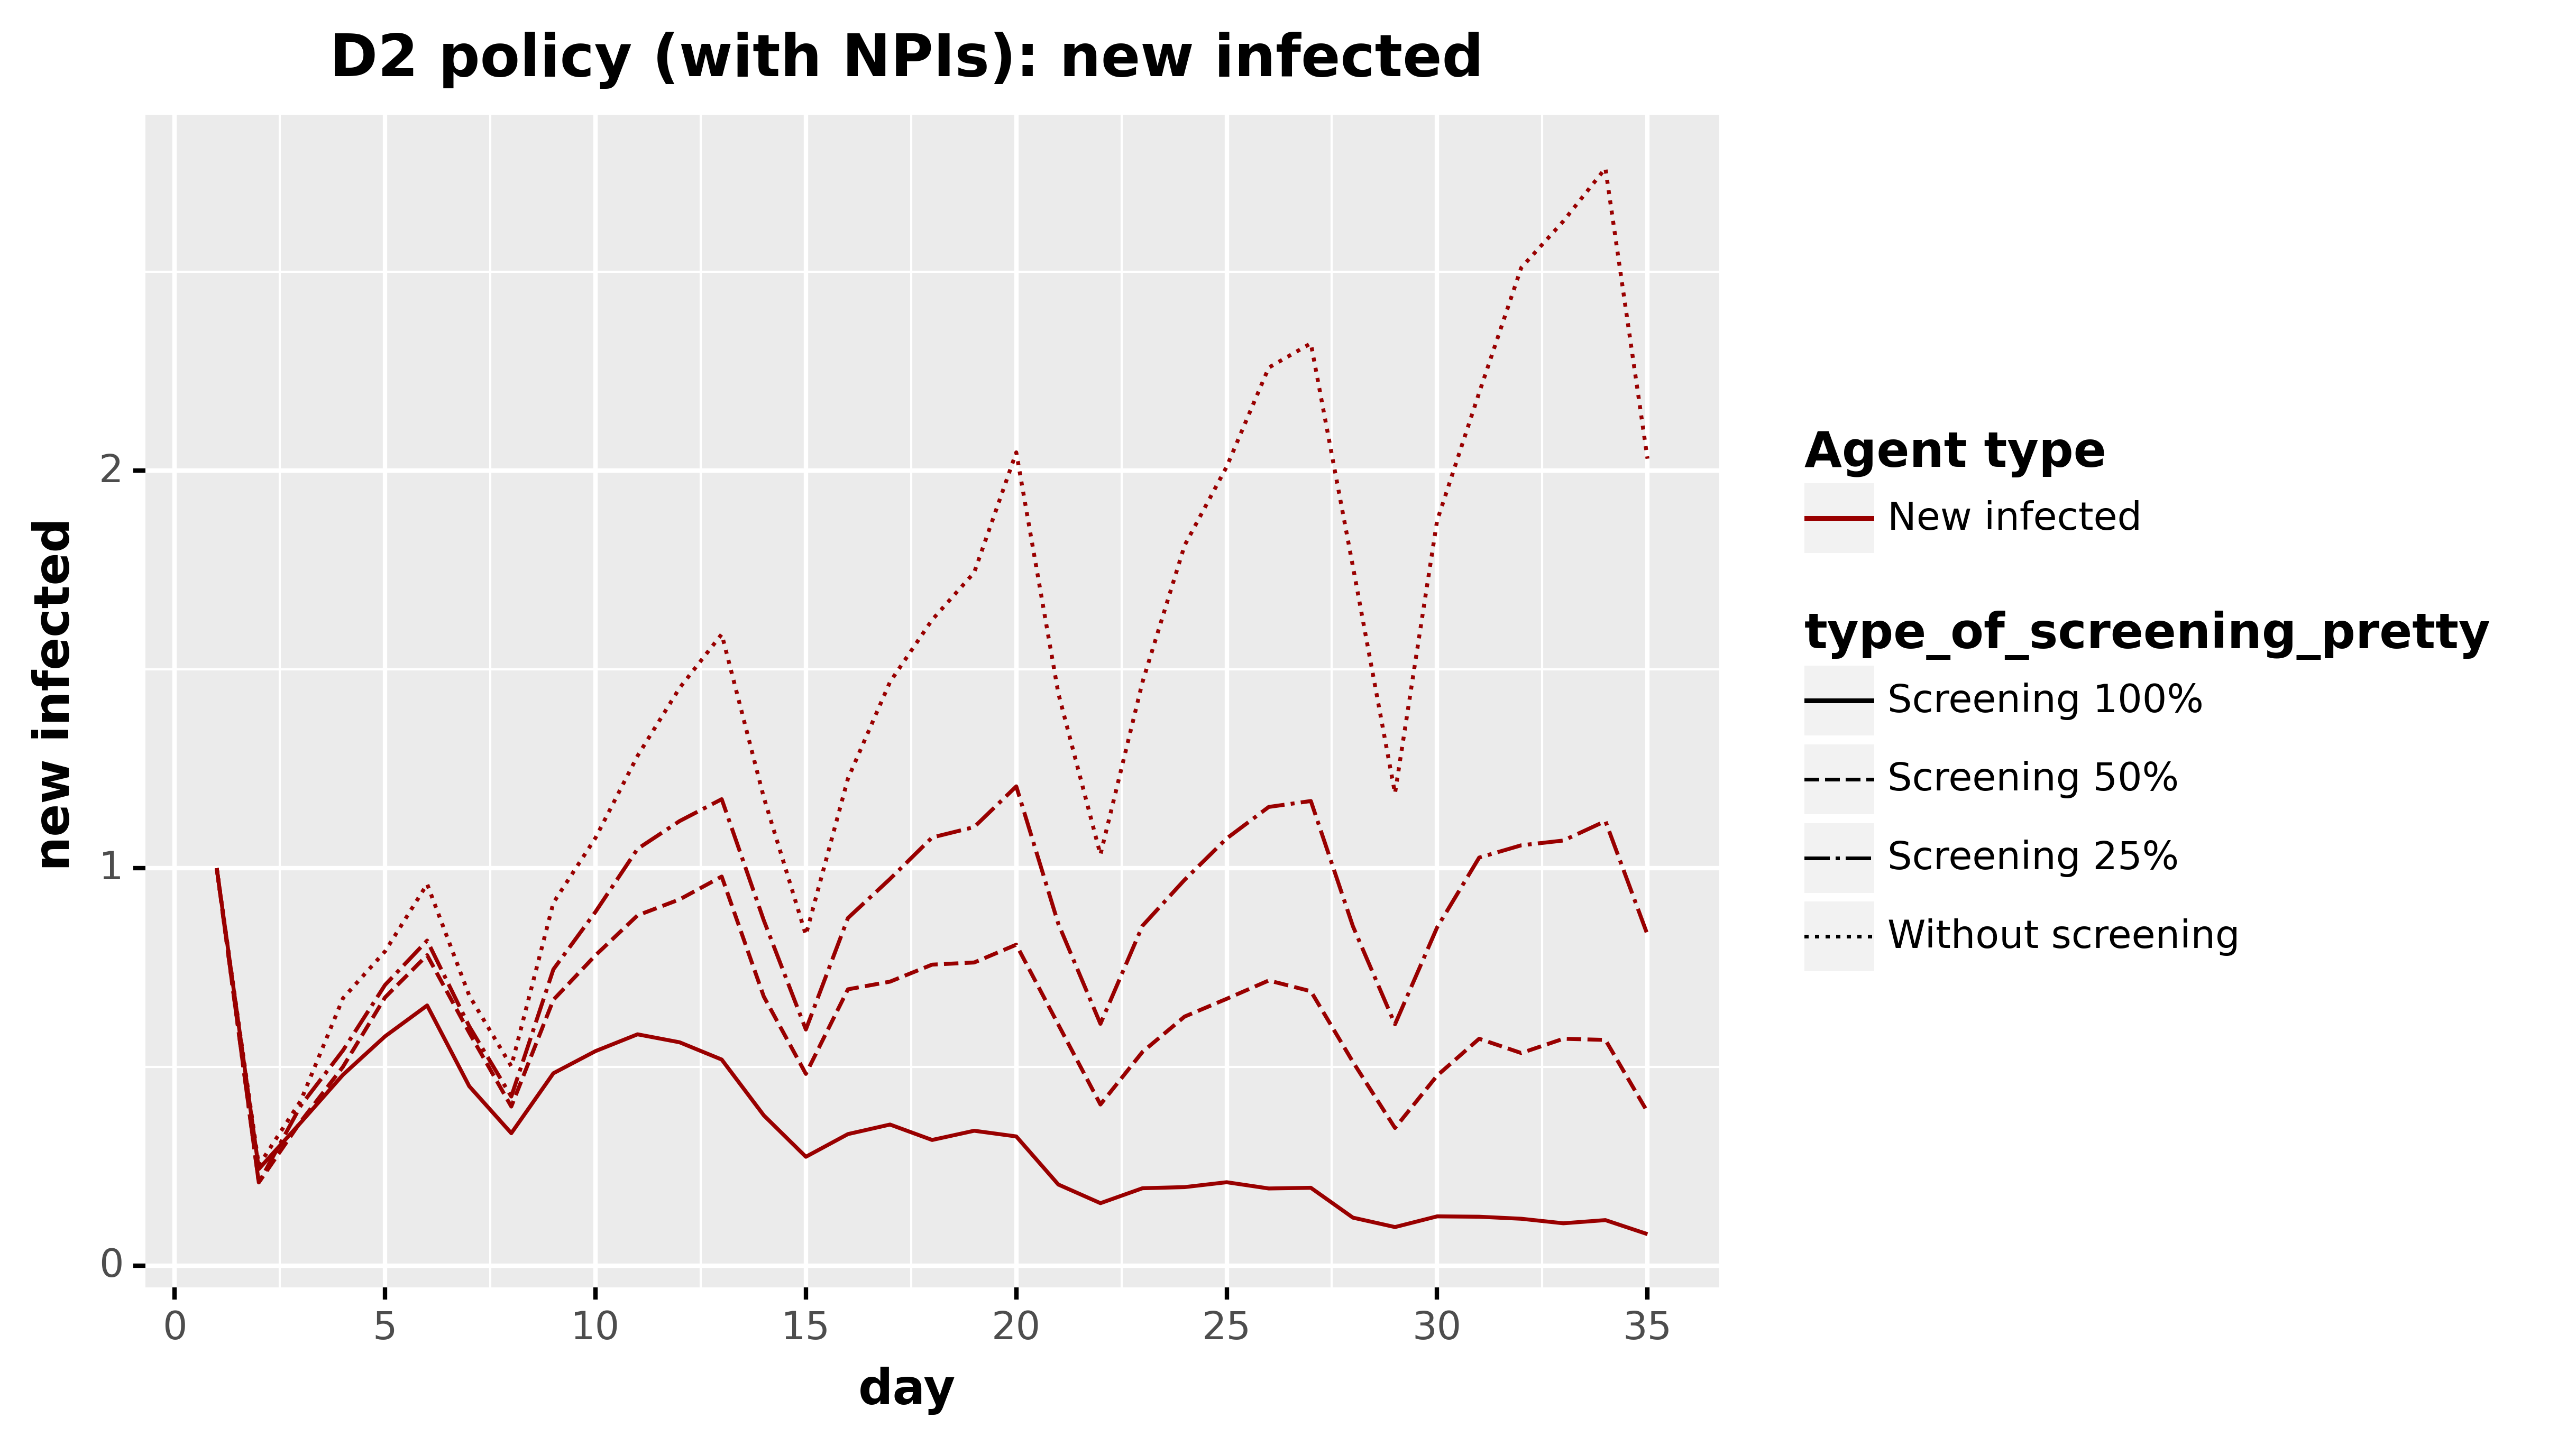 D2 policy (with NPIs): new infected
new infected
2
1
0
0 5 10 15 20 25 30 35
day
Agent type
New infected
type_of_screening_pretty
Screening 100%
Screening 50%
Screening 25%
Without screening